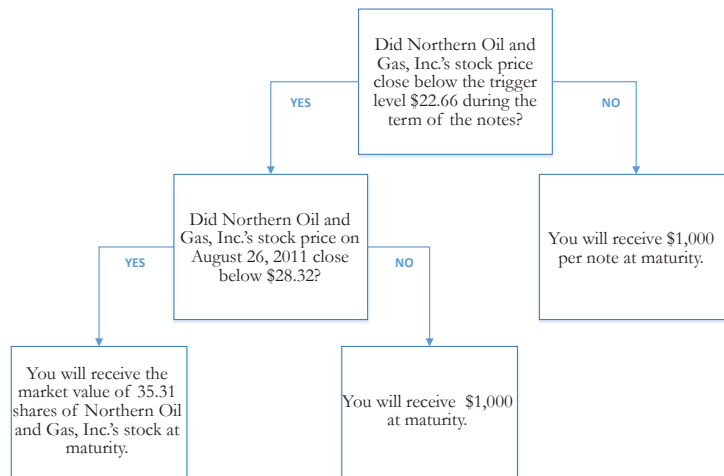 Did Northern Oil and
Gas, Inc.'s stock price
close below the trigger
level $22.66 during the
term of the notes?
YES
NO
Did Northern Oil and
Gas, Inc.'s stock price on
August 26, 2011 close
below $28.32?
You will receive $1,000
per note at maturity.
YES
NO
You will receive the
market value of 35.31
shares of Northern Oil
and Gas, Inc.'s stock at
maturity.
You will receive $1,000
at maturity.